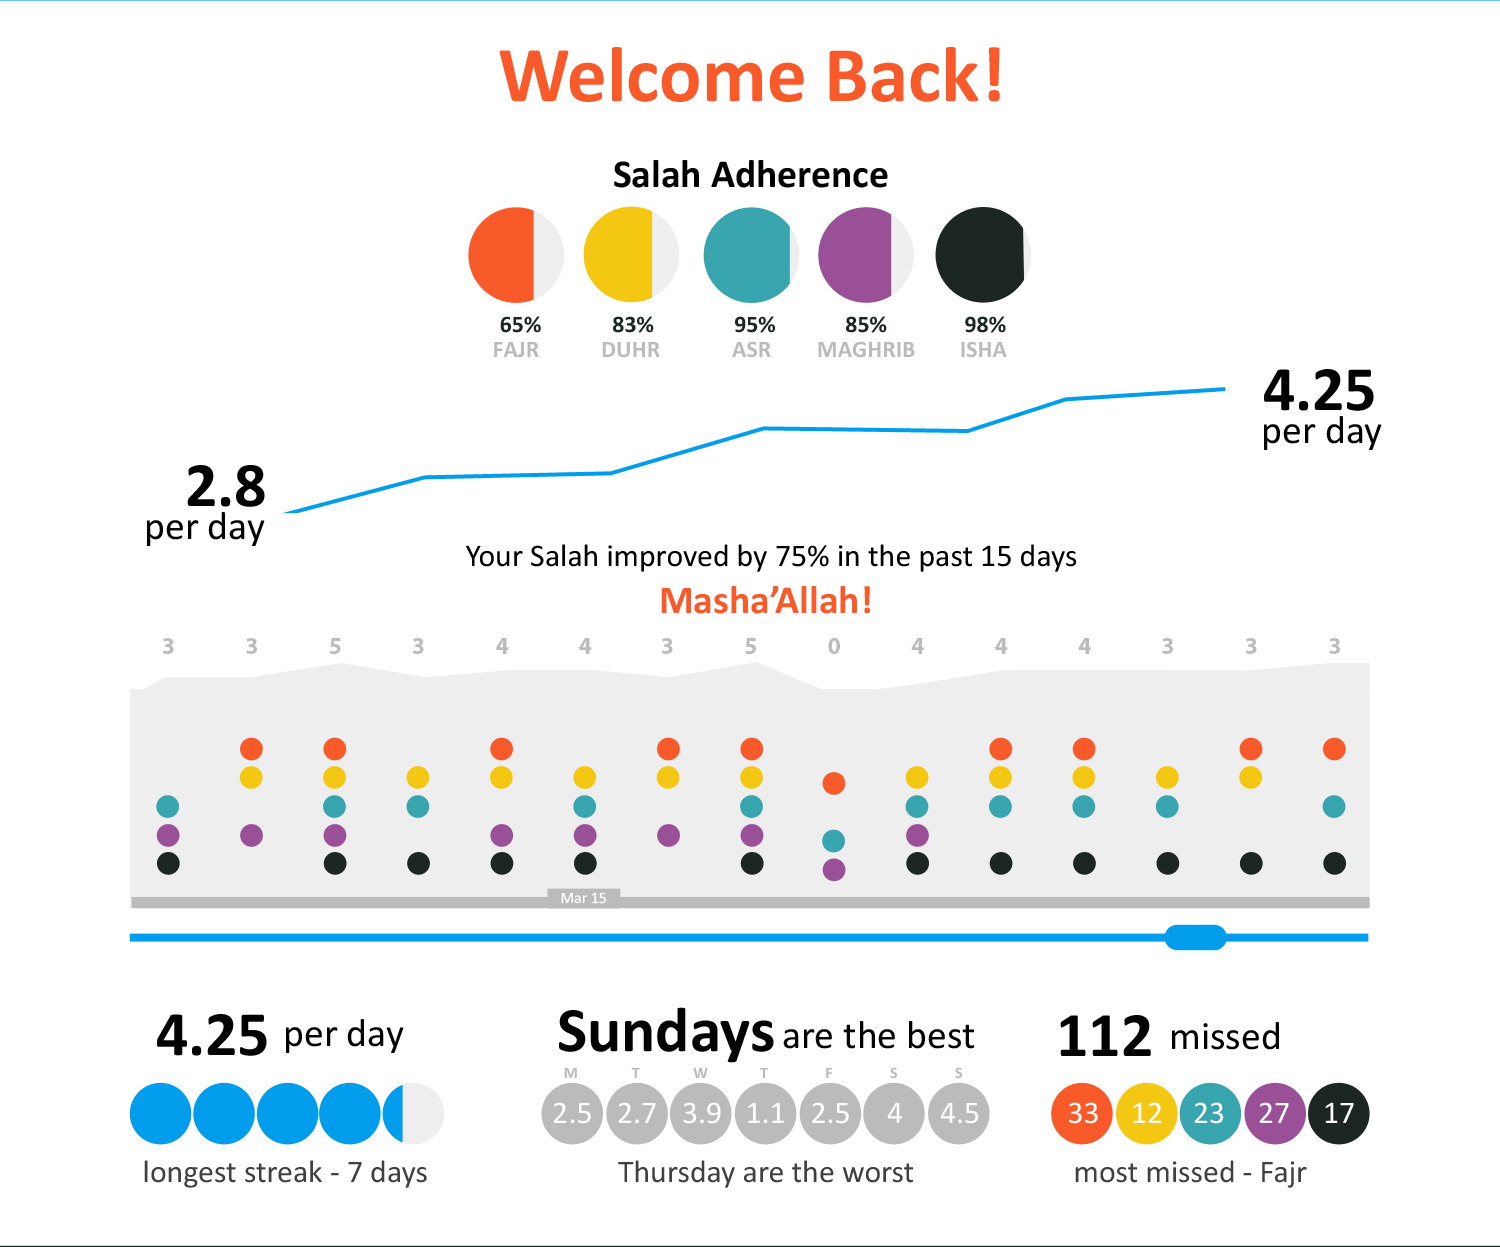 Welcome Back!
Salah Adherence
65% 83% 95% 85% 98%
FAJR DUHR ASR MAGHRIB ISHA
4.25
per day
2.8
per day
Your Salah improved by 75% in the past 15 days
Masha’Allah!
3 3 5 3 4 4 3 5 0 4 4 4 3 3 3
Mar 15
4.25 per day
longest streak - 7 days
Sundays are the best
M T W T F S S
2.5 2.7 3.9 1.1 2.5 4 4.5
Thursday are the worst
112 missed
33 12 23 27 17
most missed - Fajr